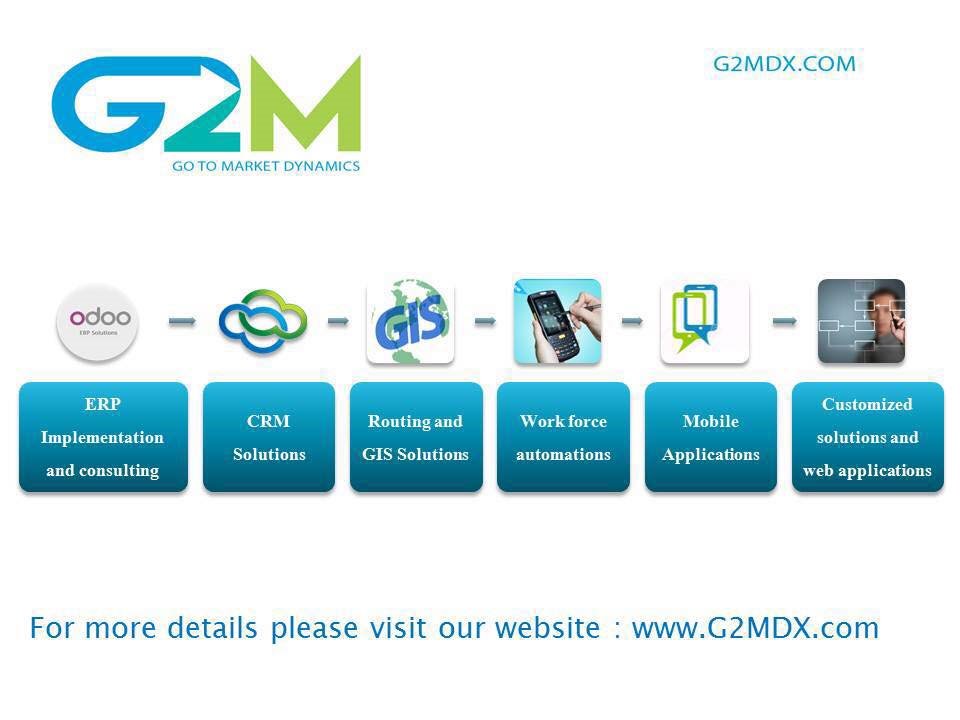 G2M
GO TO MARKET DYNAMICS
G2MDX.COM
odoo
ERP Solutions
GIS
ERP
Implementation
and consulting
CRM
Solutions
Routing and
GIS Solutions
Work force
automations
Mobile
Applications
Customized
solutions and
web applications
For more details please visit our website : www.G2MDX.com